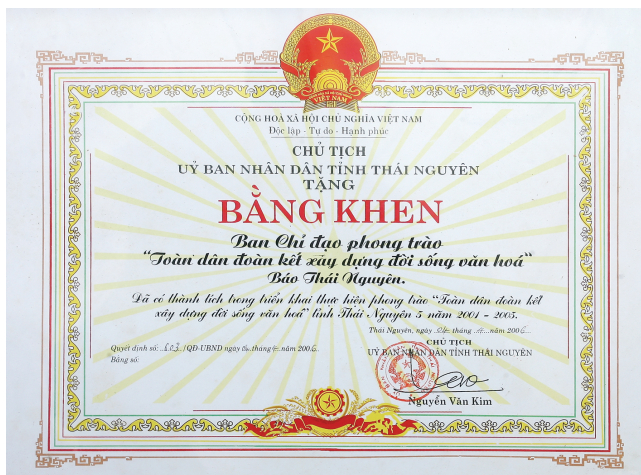 VIỆT NAM
CỘNG HOÀ XÃ HỘI CHỦ NGHĨA VIỆT NAM
Độc lập - Tự do - Hạnh phúc
CHỦ TỊCH
UỶ BAN NHÂN DÂN TỈNH THÁI NGUYÊN
TẶNG
BẰNG KHEN
Ban Chỉ đạo phong trào
“Toàn dân đoàn kết xây dựng đời sống văn hoá“
Báo Thái Nguyên.
Đã có thành tích trong triển khai thực hiện phong trào “Toàn dân đoàn kết
xây dựng đời sống văn hoá” tỉnh Thái Nguyên 5 năm 2001 - 2005.
Thái Nguyên, ngày tháng năm 2006
Quyết định số: 603 /QD-UBND ngày tháng năm 2006
Bảng số:
CHỦ TỊCH
UỶ BAN NHÂN DÂN TỈNH THÁI NGUYÊN
Nguyễn Văn Kim